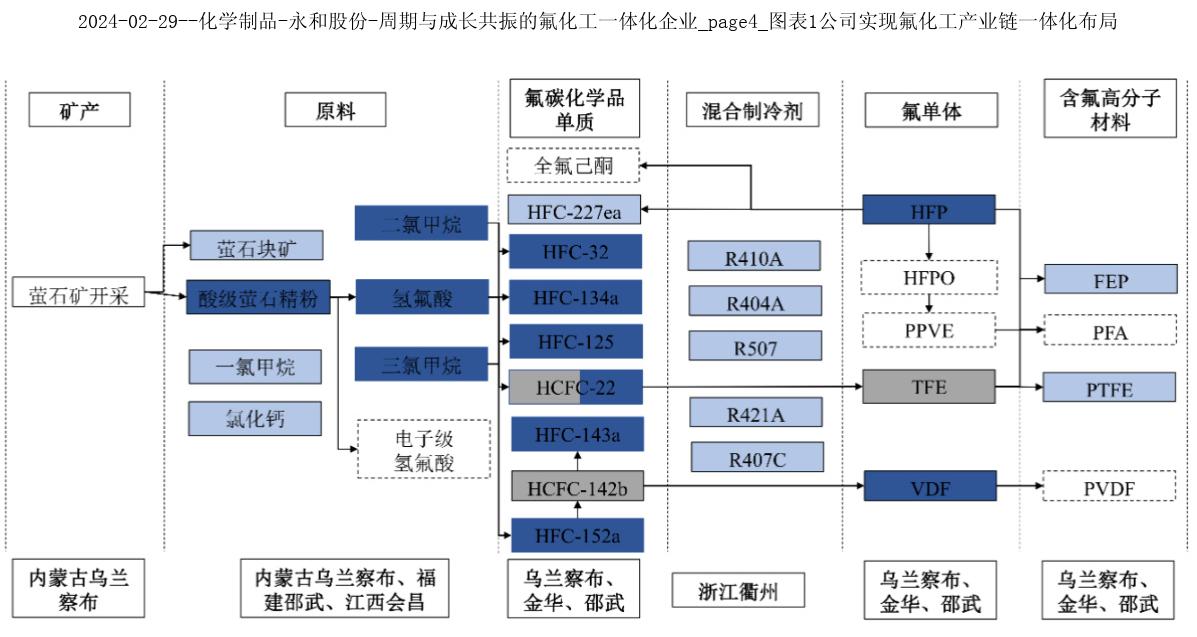 2024-02-29--化学制品-永和股份-周期与成长共振的氟化工一体化企业_page4_图表1公司实现氟化工产业链一体化布局
矿产
原料
氟碳化学品
单质
混合制冷剂
氟单体
含氟高分子
材料
萤石矿开采
萤石块矿
酸级萤石精粉
一氯甲烷
氯化钙
二氯甲烷
氢氟酸
三氯甲烷
电子级
氢氟酸
全氟己酮
HFC-227ea
HFC-32
HFC-134a
HFC-125
HCFC-22
HFC-143a
HCFC-142b
HFC-152a
R410A
R404A
R507
R421A
R407C
HFP
HFPO
PPVE
TFE
VDF
FEP
PFA
PTFE
PVDF
内蒙古乌兰
察布
内蒙古乌兰察布、福
建邵武、江西会昌
乌兰察布、
金华、邵武
浙江衢州
乌兰察布、
金华、邵武
乌兰察布、
金华、邵武